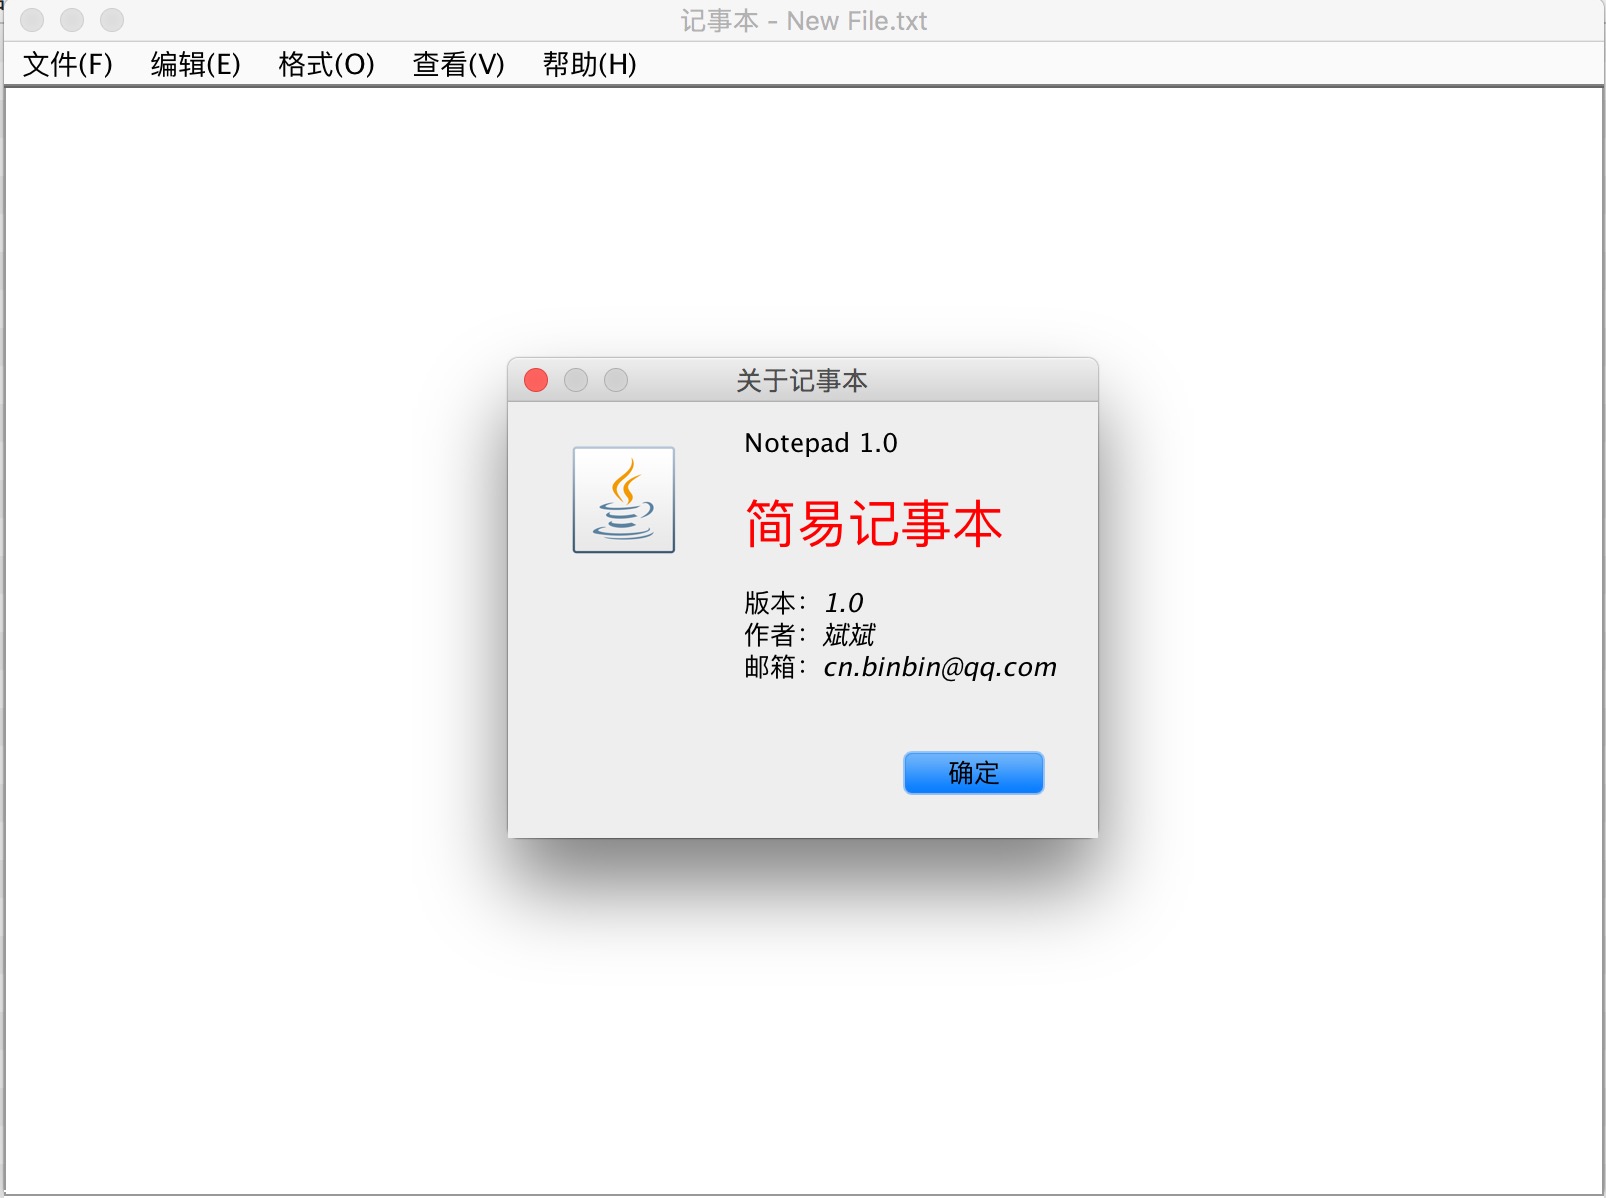 记事本 - New File.txt
文件(F) 编辑(E) 格式(O) 查看(V) 帮助(H)
关于记事本
Notepad 1.0
简易记事本
版本：1.0
作者：斌斌
邮箱：cn.binbin@qq.com
确定